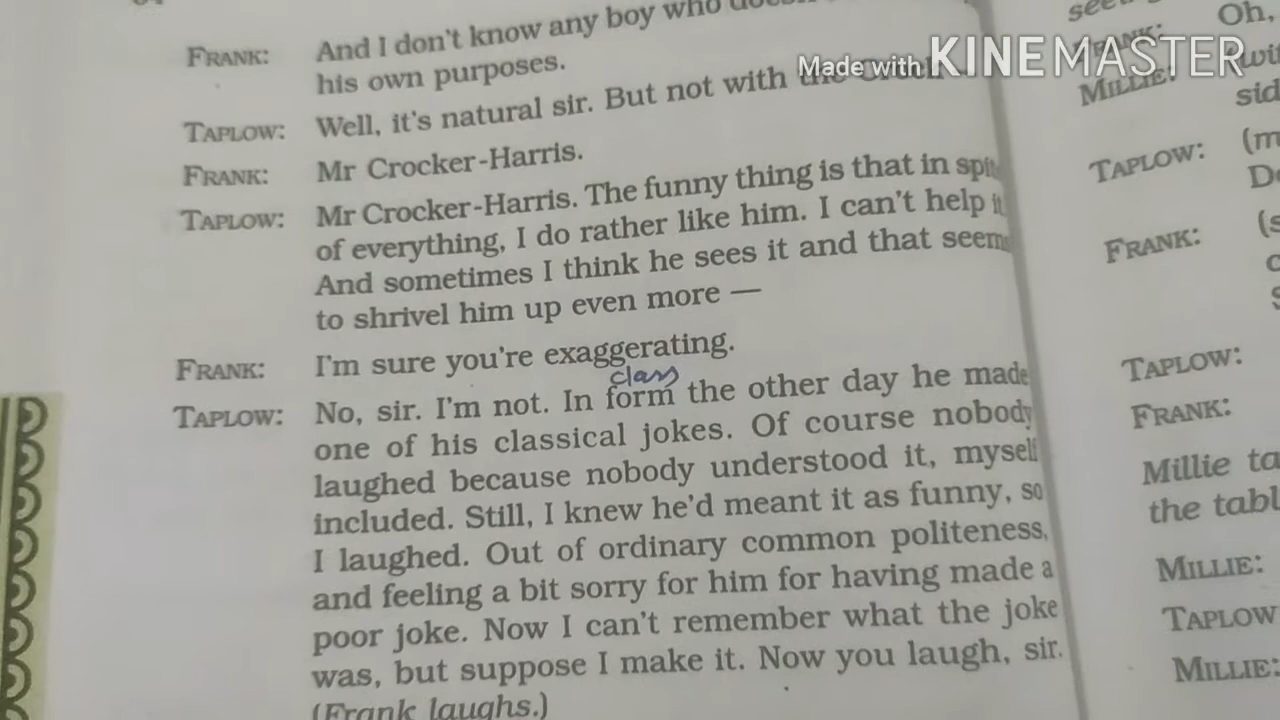 Made with KINEMASTER
FRANK: And I don't know any boy who
his own purposes.
TAPLOW: Well, it's natural sir. But not with the
FRANK: Mr Crocker-Harris.
TAPLOW: Mr Crocker-Harris. The funny thing is that in
of everything, I do rather like him. I can't help
And sometimes I think he sees it and that
to shrivel him up even more —
FRANK: I'm sure you're exaggerating.
class
TAPLOW: No, sir. I'm not. In form the other day he made
one of his classical jokes. Of course nobody
laughed because nobody understood it, myself
included. Still, I knew he'd meant it as funny, so
I laughed. Out of ordinary common politeness,
and feeling a bit sorry for him for having made a
poor joke. Now I can't remember what the joke
was, but suppose I make it. Now you laugh, sir.
(Frank laughs.)
Oh,
FRANK:
MILLIE:
TAPLOW:
FRANK:
TAPLOW:
FRANK:
Millie
the
MILLIE:
TAPLOW
MILLIE: